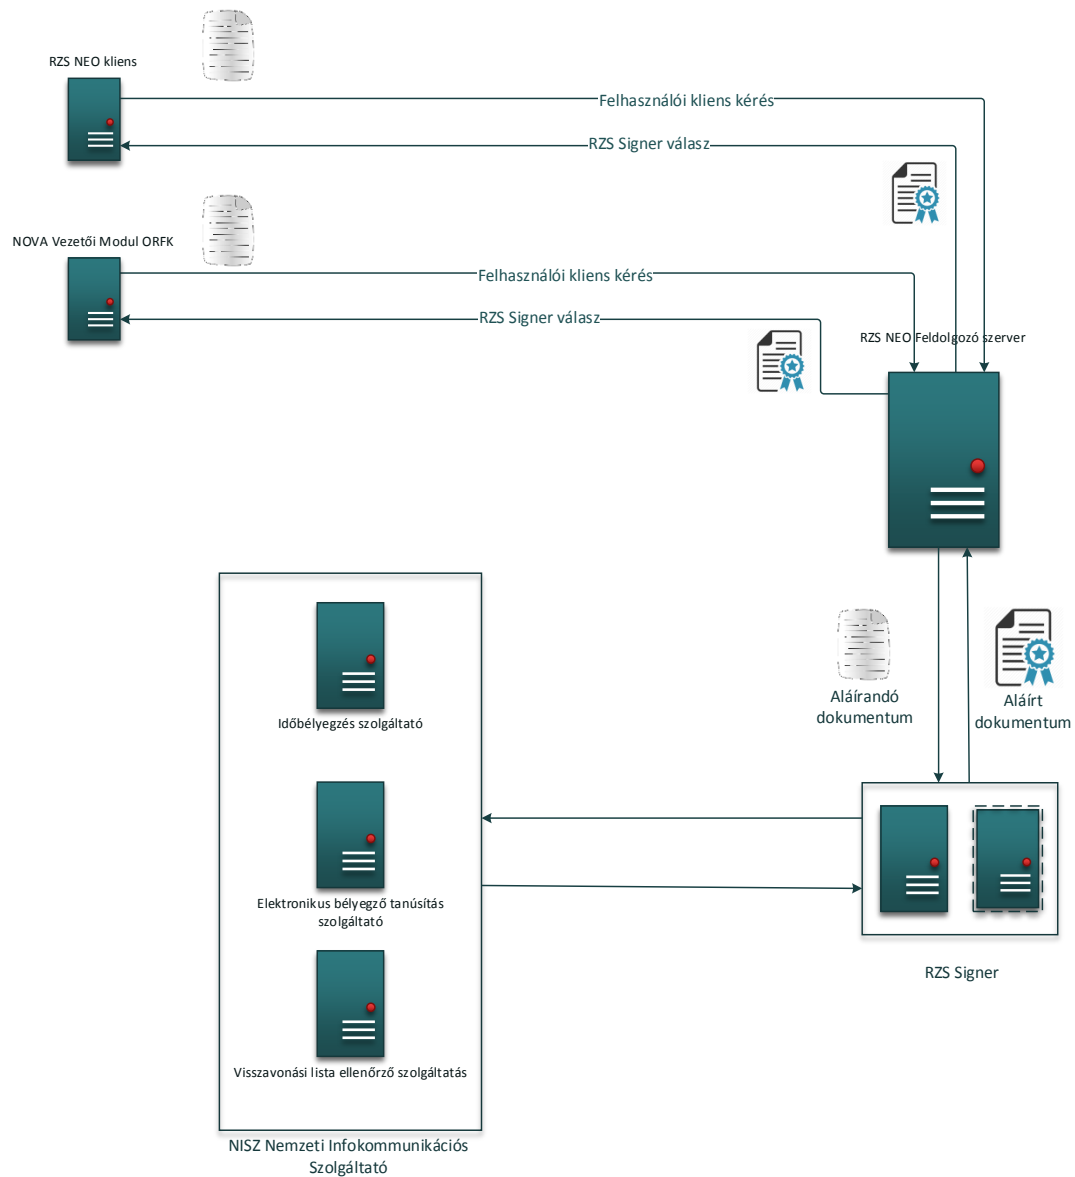 RZS NEO kliens
Felhasználói kliens kérés
RZS Signer válasz
NOVA Vezetői Modul ORFK
Felhasználói kliens kérés
RZS Signer válasz
RZS NEO Feldolgozó szerver
Aláírandó
dokumentum
Aláírt
dokumentum
Időbélyegzés szolgáltató
Elektronikus bélyegző tanúsítás
szolgáltató
Visszavonási lista ellenőrző szolgáltatás
RZS Signer
NISZ Nemzeti Infokommunikációs
Szolgáltató